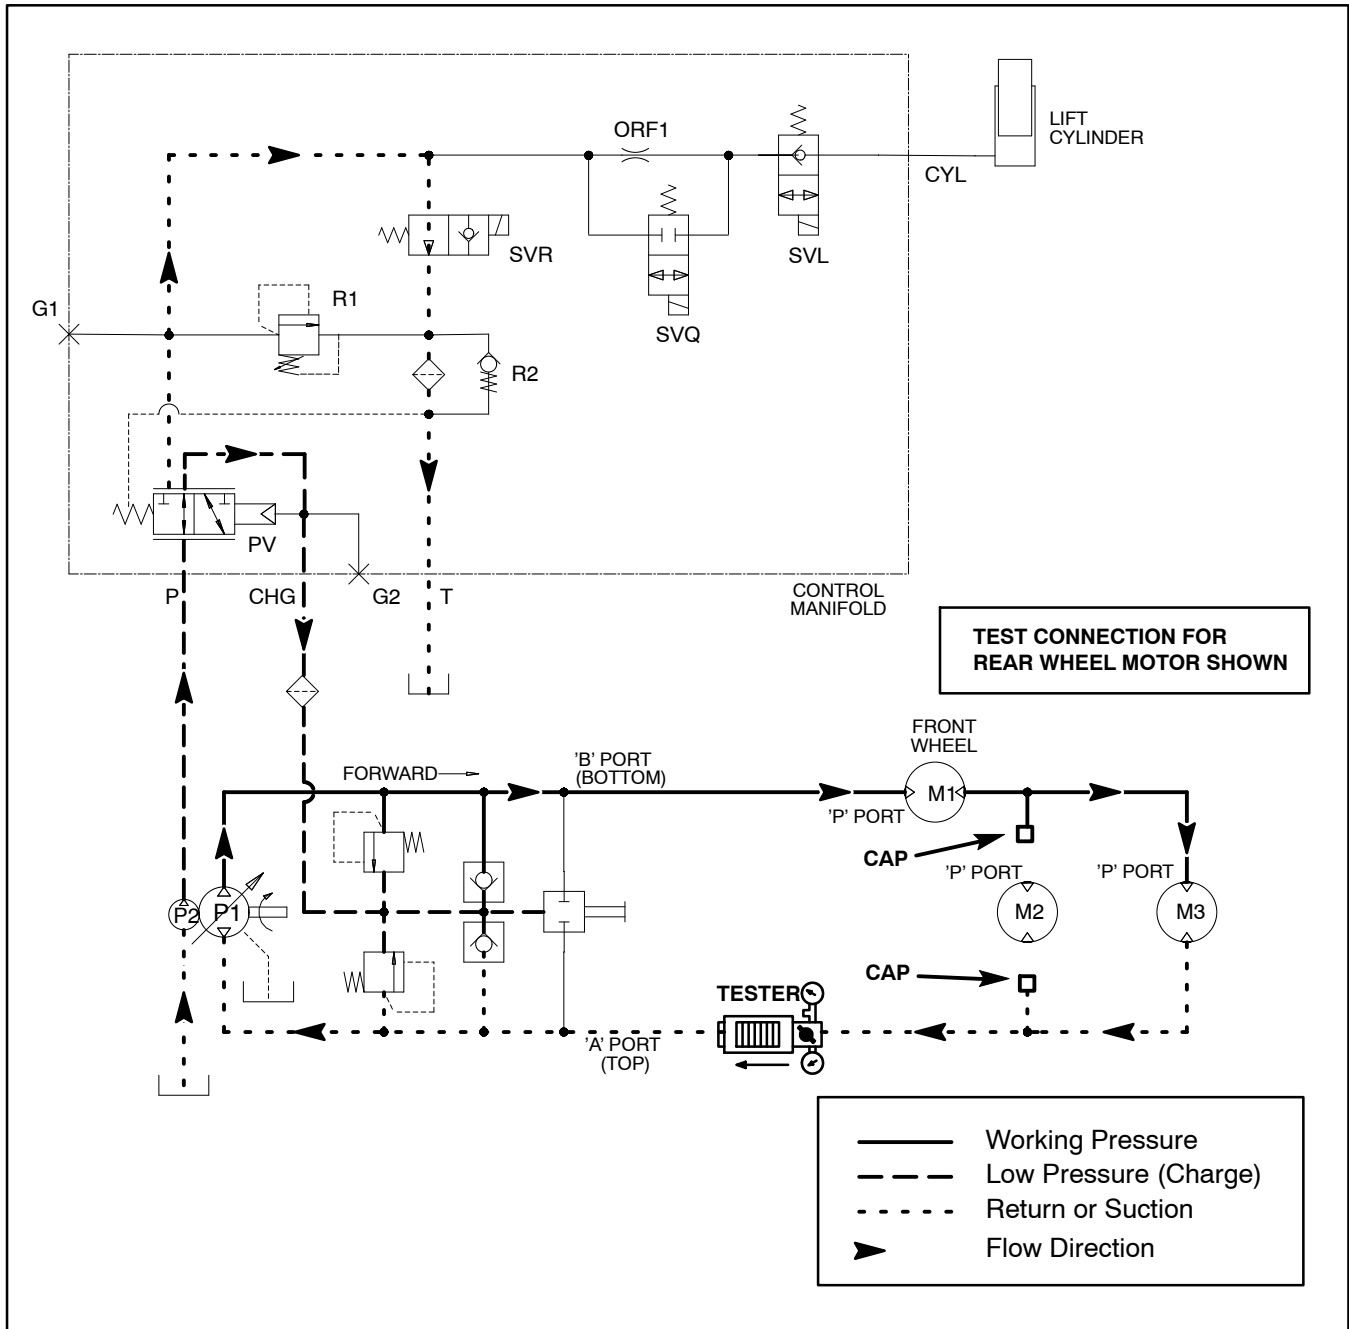 ORF1
LIFT
CYLINDER
CYL
SVR
SVL
G1
R1
SVQ
R2
PV
P
CHG
G2
T
CONTROL
MANIFOLD
TEST CONNECTION FOR
REAR WHEEL MOTOR SHOWN
FRONT
WHEEL
FORWARD
'B' PORT
(BOTTOM)
M1
'P' PORT
CAP
'P' PORT
'P' PORT
P2
P1
M2
M3
CAP
TESTER
'A' PORT
(TOP)
Working Pressure
Low Pressure (Charge)
Return or Suction
Flow Direction